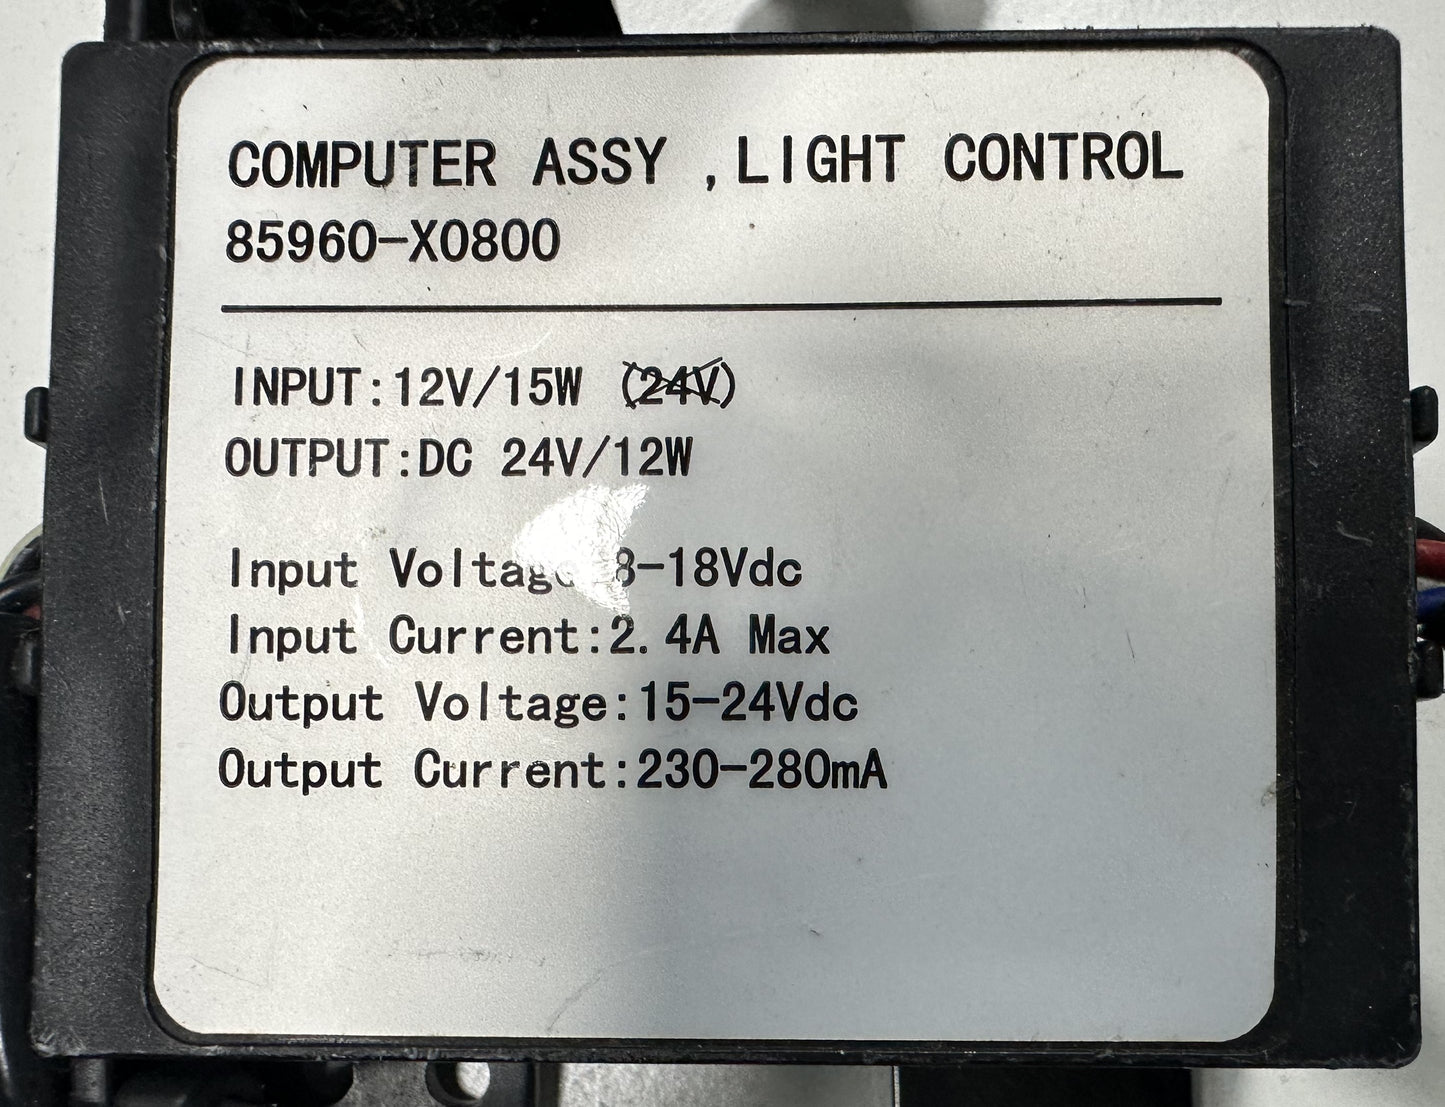 COMPUTER ASSY ,LIGHT CONTROL
85960-X0800
INPUT:12V/15W (24V)
OUTPUT:DC 24V/12W
Input Voltage 8-18Vdc
Input Current:2.4A Max
Output Voltage:15-24Vdc
Output Current:230-280mA